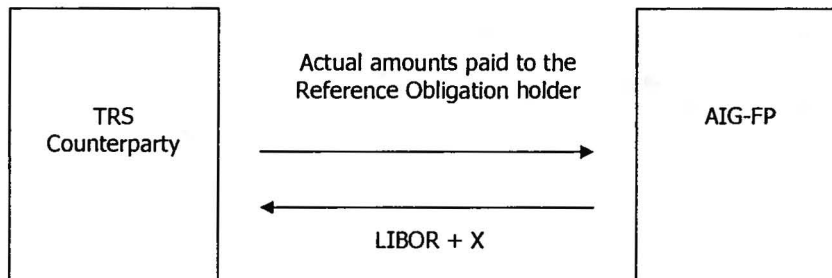 Actual amounts paid to the
Reference Obligation holder
TRS
Counterparty
AIG-FP
LIBOR + X